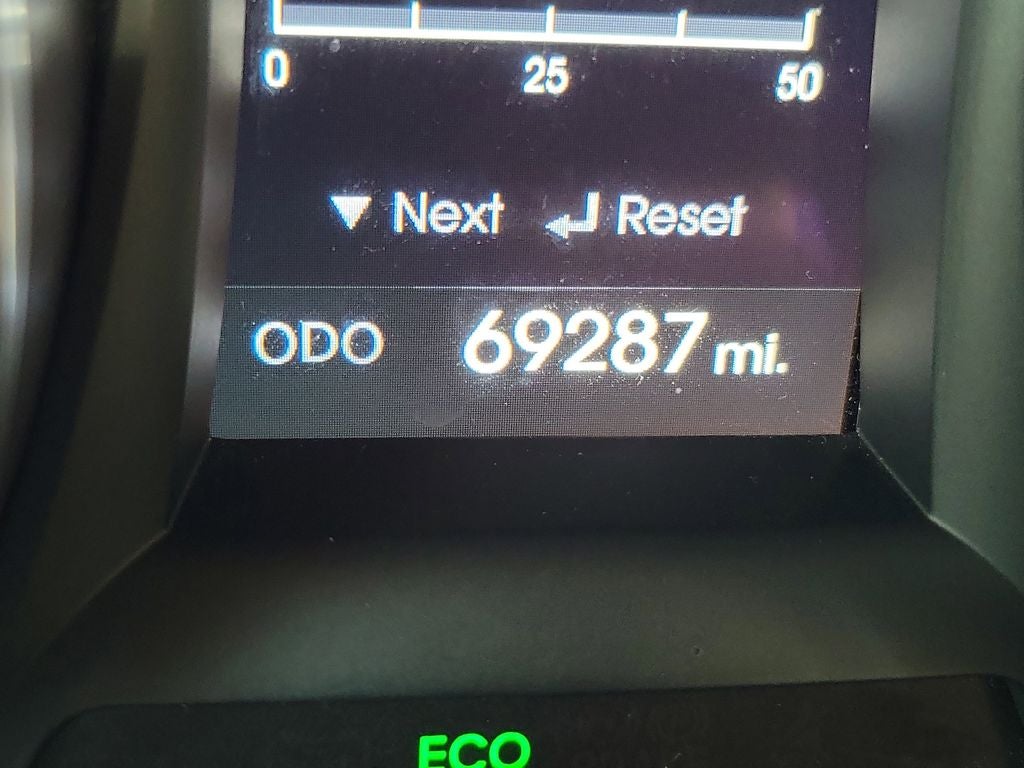 0 25 50
▼ Next ↵ Reset
ODO 69287 mi.
ECO